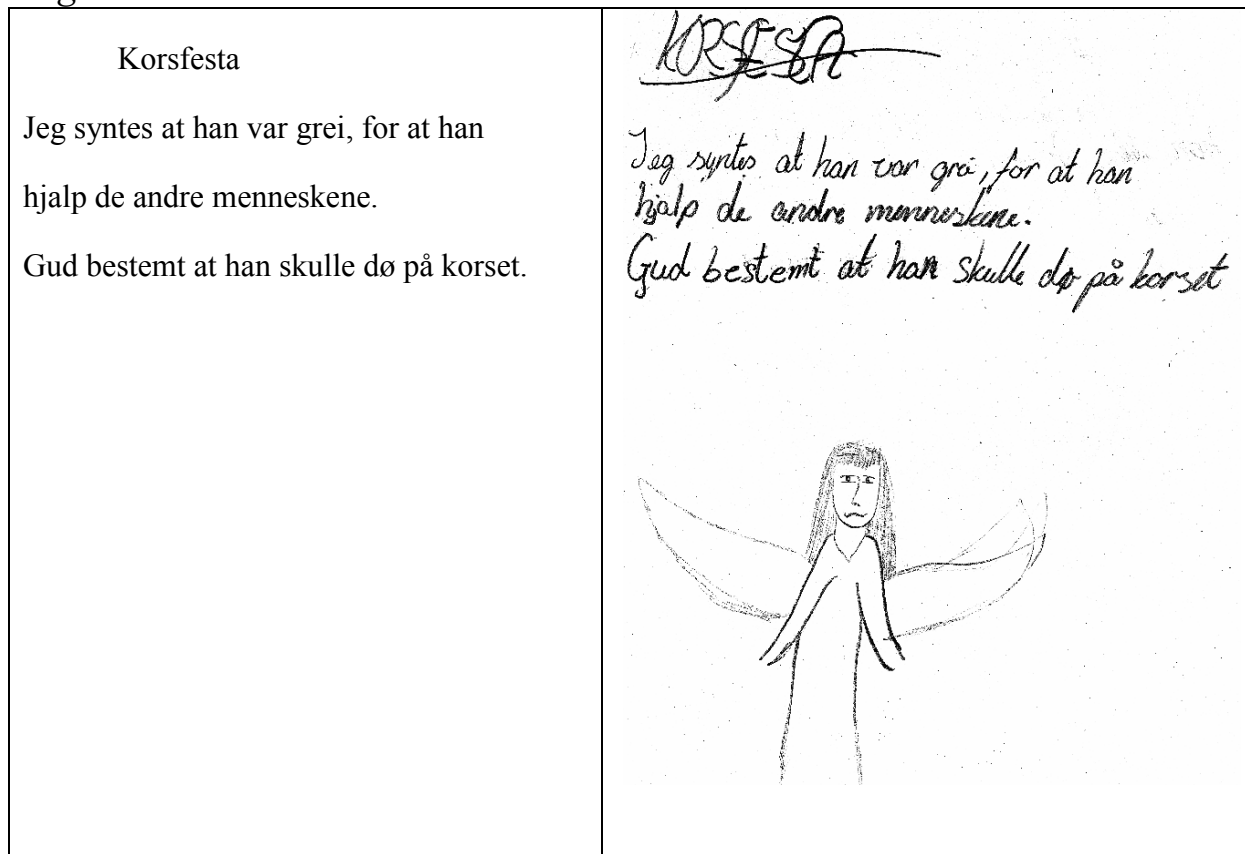 Korsfesta
Jeg syntes at han var grei, for at han
hjalp de andre menneskene.
Gud bestemt at han skulle dø på korset.
KORSFESTA
Jeg syntes at han var grei, for at han
hjalp de andre menneskene.
Gud bestemt at han skulle dø på korset